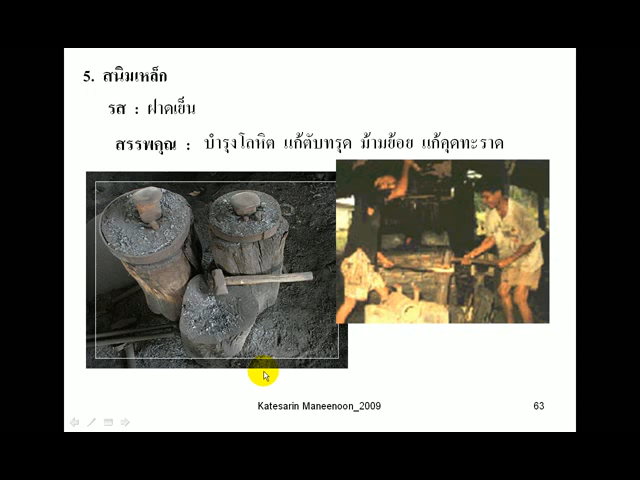 5. สนิมเหล็ก
รส : ฝาดเย็น
สรรพคุณ : บำรุงโลหิต แก้ตับทรุด ม้ามย้อย แก้คุดทะราด
Katesarin Maneenoon_2009
63